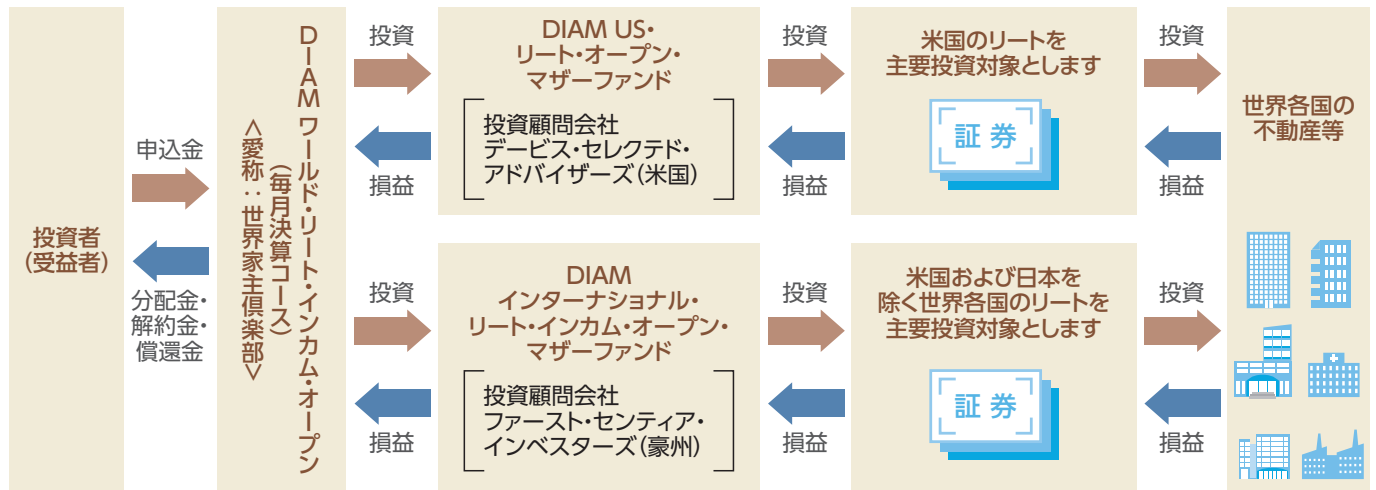 投資者
(受益者)
申込金
分配金・
解約金・
償還金
DIAMワールド・リート・インカム・オープン
(毎月決算コース)
<愛称:世界家主倶楽部>
投資
損益
DIAM US・
リート・オープン・
マザーファンド
投資顧問会社
デービス・セレクテド・
アドバイザーズ(米国)
投資
損益
米国のリートを
主要投資対象とします
証券
投資
損益
投資
損益
DIAM
インターナショナル・
リート・インカム・オープン・
マザーファンド
投資顧問会社
ファースト・センティア・
インベスターズ(豪州)
投資
損益
米国および日本を
除く世界各国のリートを
主要投資対象とします
証券
投資
損益
世界各国の
不動産等